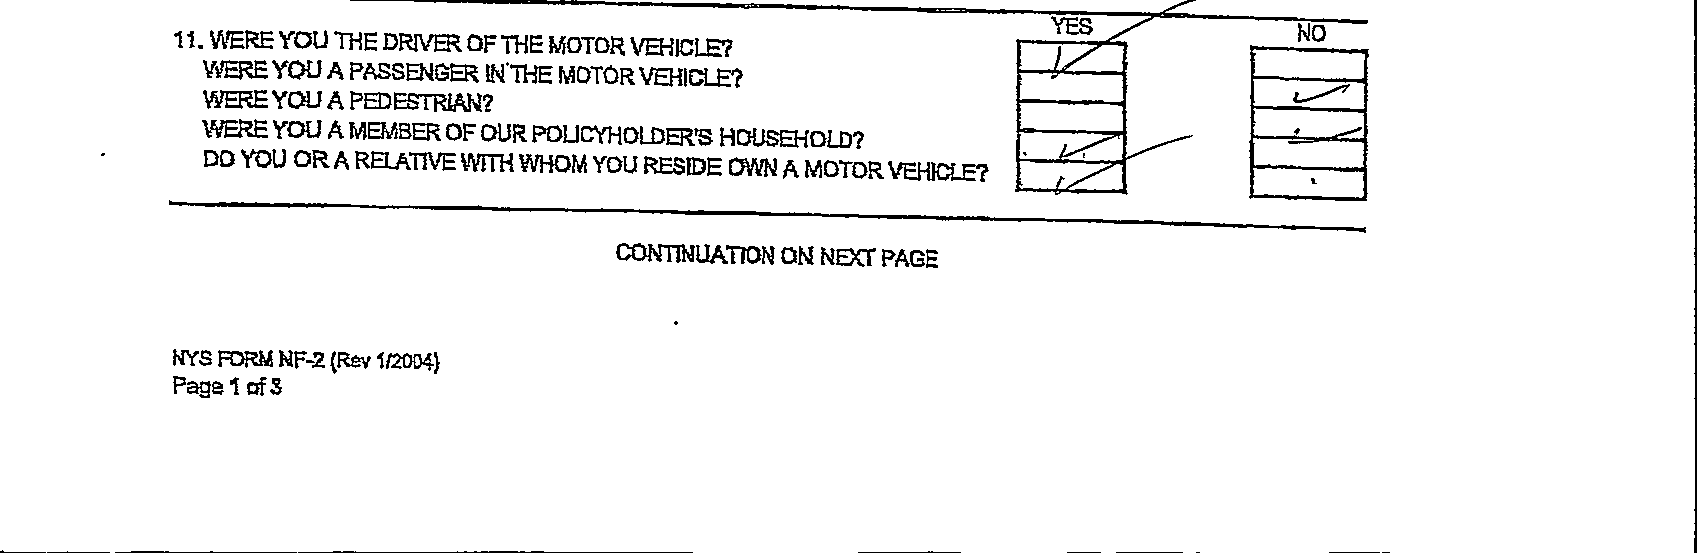 YES NO
11. WERE YOU THE DRIVER OF THE MOTOR VEHICLE? ✓
WERE YOU A PASSENGER IN THE MOTOR VEHICLE? ✓
WERE YOU A PEDESTRIAN? ✓
WERE YOU A MEMBER OF OUR POLICYHOLDER'S HOUSEHOLD? ✓
DO YOU OR A RELATIVE WITH WHOM YOU RESIDE OWN A MOTOR VEHICLE? ✓
CONTINUATION ON NEXT PAGE
NYS FORM NF-2 (Rev 1/2004)
Page 1 of 3